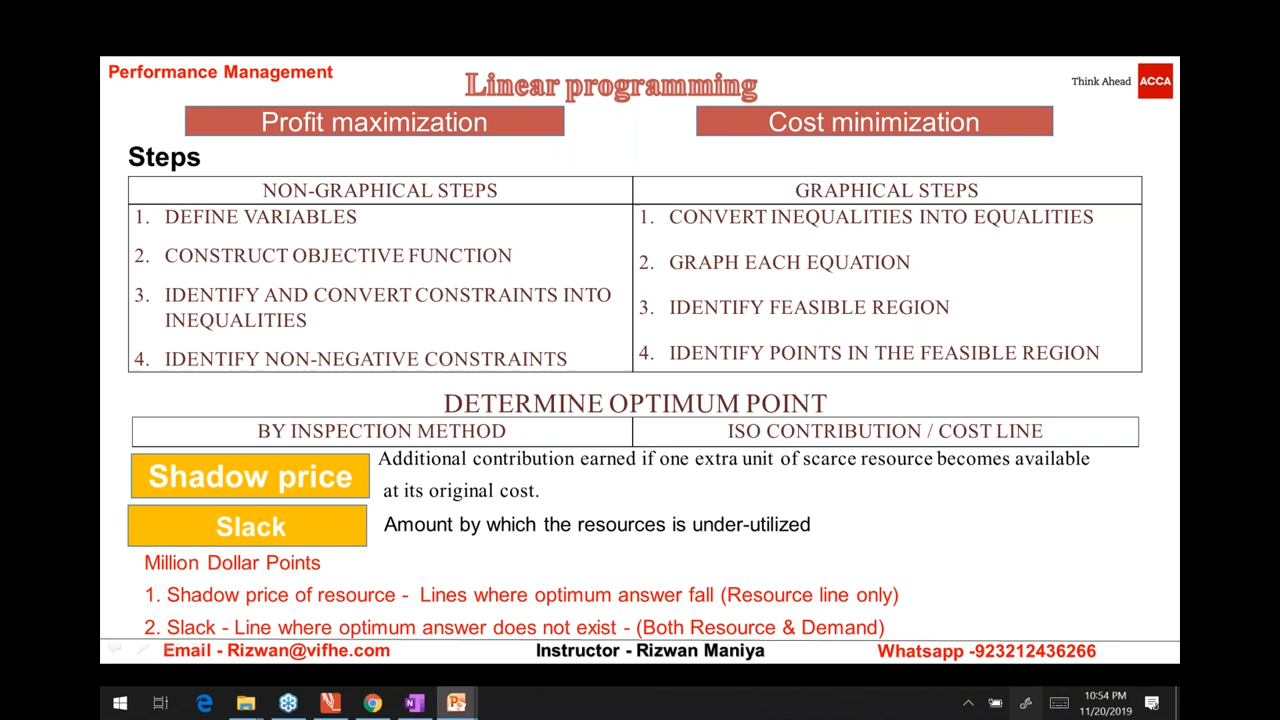 Performance Management
Linear programming
Think Ahead ACCA
Profit maximization
Cost minimization
Steps
NON-GRAPHICAL STEPS
1. DEFINE VARIABLES
2. CONSTRUCT OBJECTIVE FUNCTION
3. IDENTIFY AND CONVERT CONSTRAINTS INTO
INEQUALITIES
4. IDENTIFY NON-NEGATIVE CONSTRAINTS
GRAPHICAL STEPS
1. CONVERT INEQUALITIES INTO EQUALITIES
2. GRAPH EACH EQUATION
3. IDENTIFY FEASIBLE REGION
4. IDENTIFY POINTS IN THE FEASIBLE REGION
DETERMINE OPTIMUM POINT
BY INSPECTION METHOD
ISO CONTRIBUTION / COST LINE
Shadow price
Additional contribution earned if one extra unit of scarce resource becomes available
at its original cost.
Slack
Amount by which the resources is under-utilized
Million Dollar Points
1. Shadow price of resource - Lines where optimum answer fall (Resource line only)
2. Slack - Line where optimum answer does not exist - (Both Resource & Demand)
Email - Rizwan@vifhe.com
Instructor - Rizwan Maniya
Whatsapp -923212436266
10:54 PM
11/20/2019